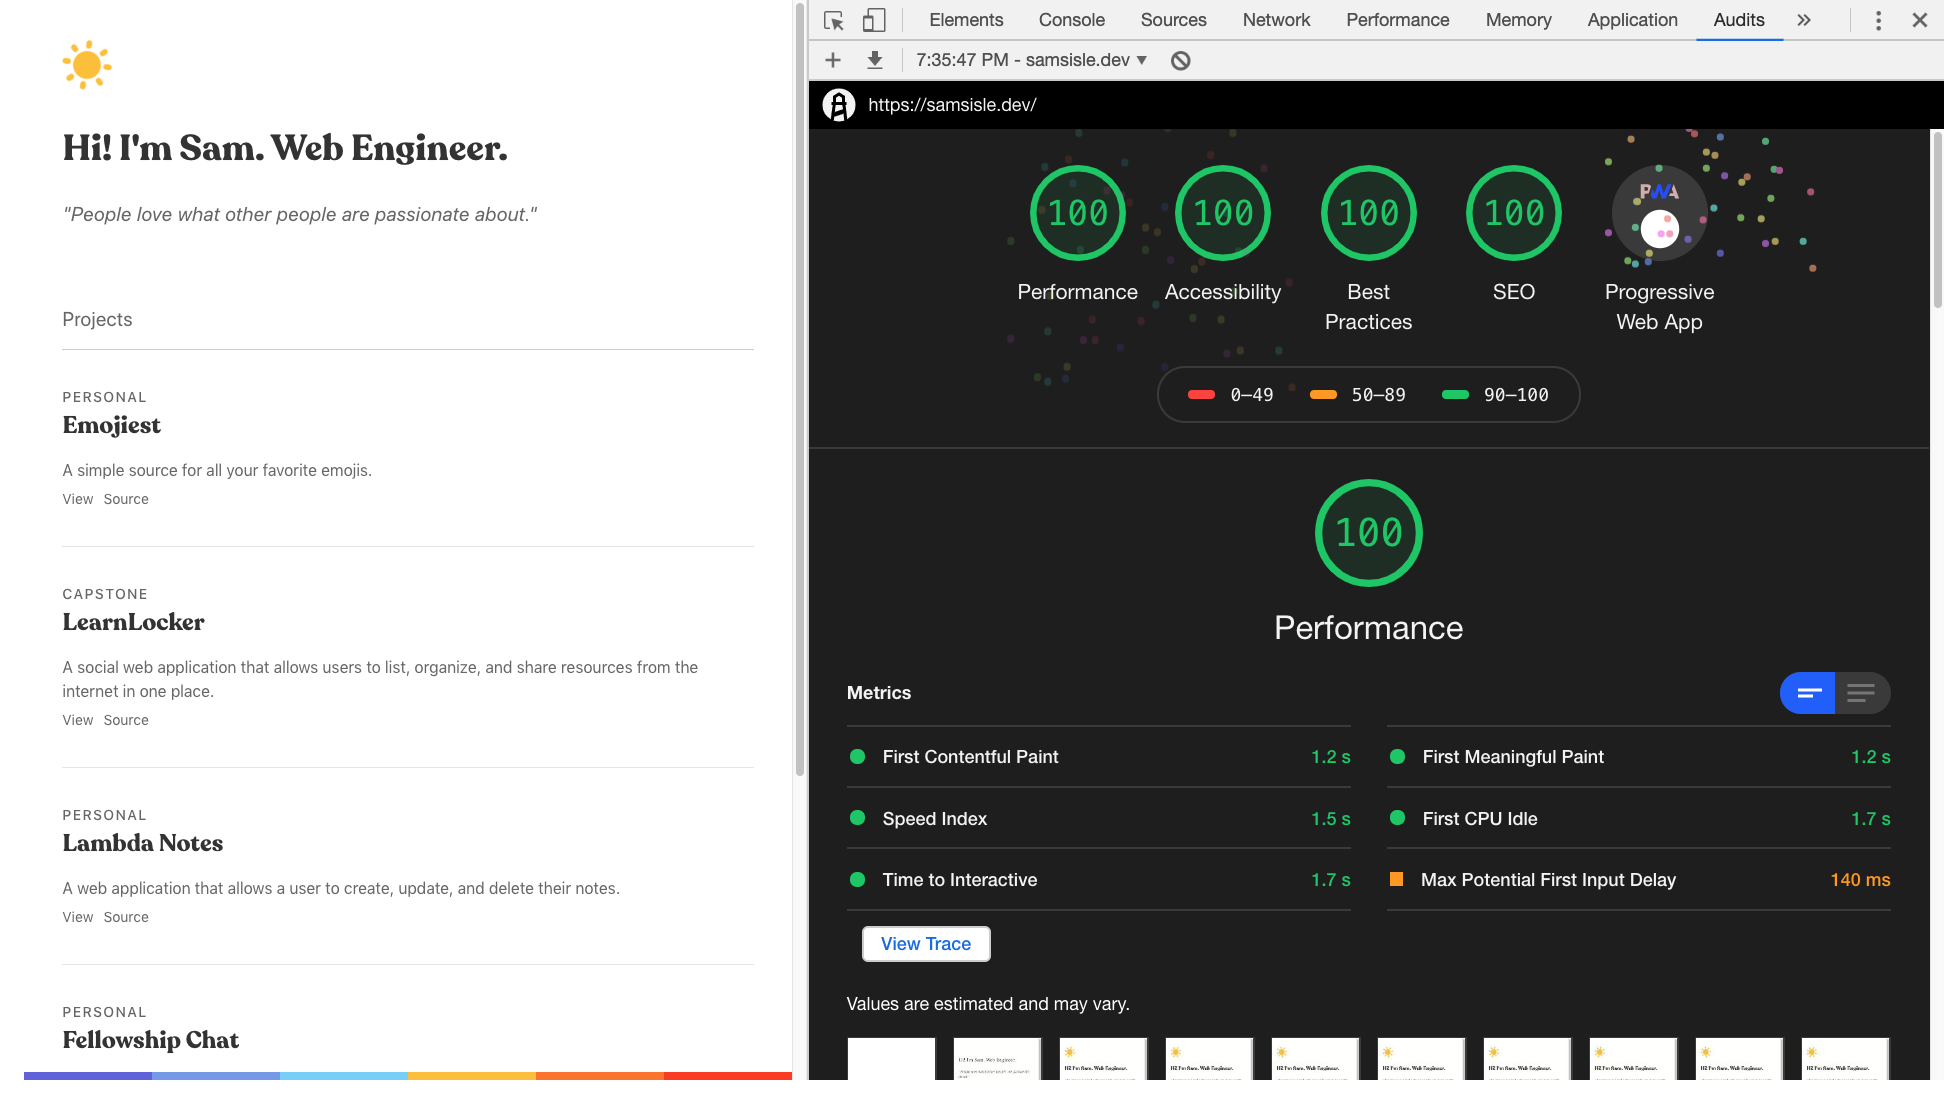 Hi! I'm Sam. Web Engineer.
"People love what other people are passionate about."
Projects
PERSONAL
Emojiest
A simple source for all your favorite emojis.
View Source
CAPSTONE
LearnLocker
A social web application that allows users to list, organize, and share resources from the
internet in one place.
View Source
PERSONAL
Lambda Notes
A web application that allows a user to create, update, and delete their notes.
View Source
PERSONAL
Fellowship Chat
Elements Console Sources Network Performance Memory Application Audits
7:35:47 PM - samsisle.dev
https://samsisle.dev/
100 100 100 100 PWA
Performance Accessibility Best Practices SEO Progressive Web App
0–49 50–89 90–100
100
Performance
Metrics
First Contentful Paint 1.2 s
First Meaningful Paint 1.2 s
Speed Index 1.5 s
First CPU Idle 1.7 s
Time to Interactive 1.7 s
Max Potential First Input Delay 140 ms
View Trace
Values are estimated and may vary.